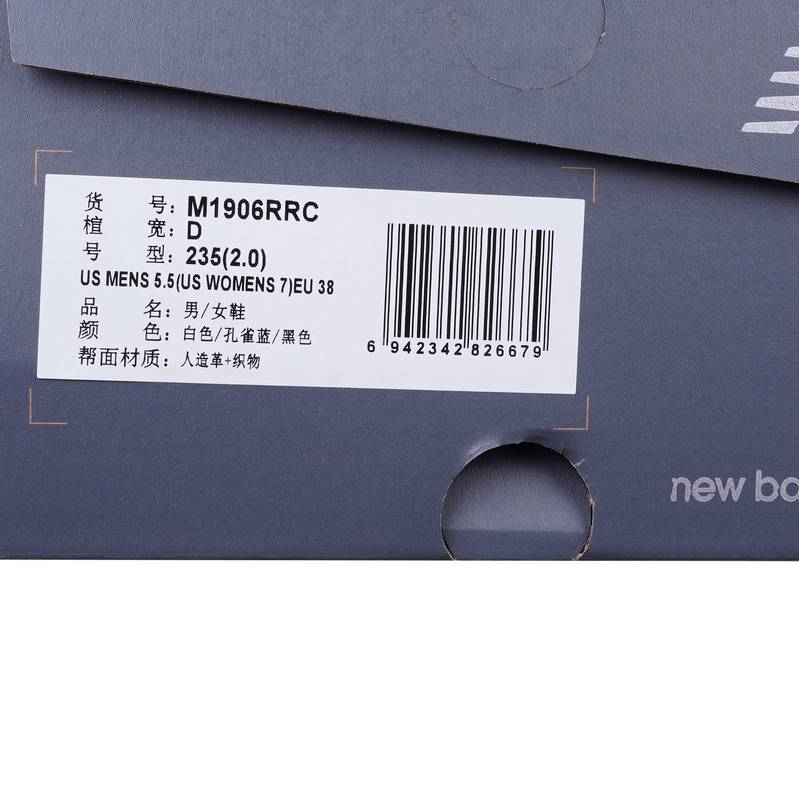 货 号：M1906RRC
楦 宽：D
号 型：235(2.0)
US MENS 5.5(US WOMENS 7)EU 38
品 名：男/女鞋
颜 色：白色/孔雀蓝/黑色
帮面材质：人造革+织物
6 942342 826679
new ba